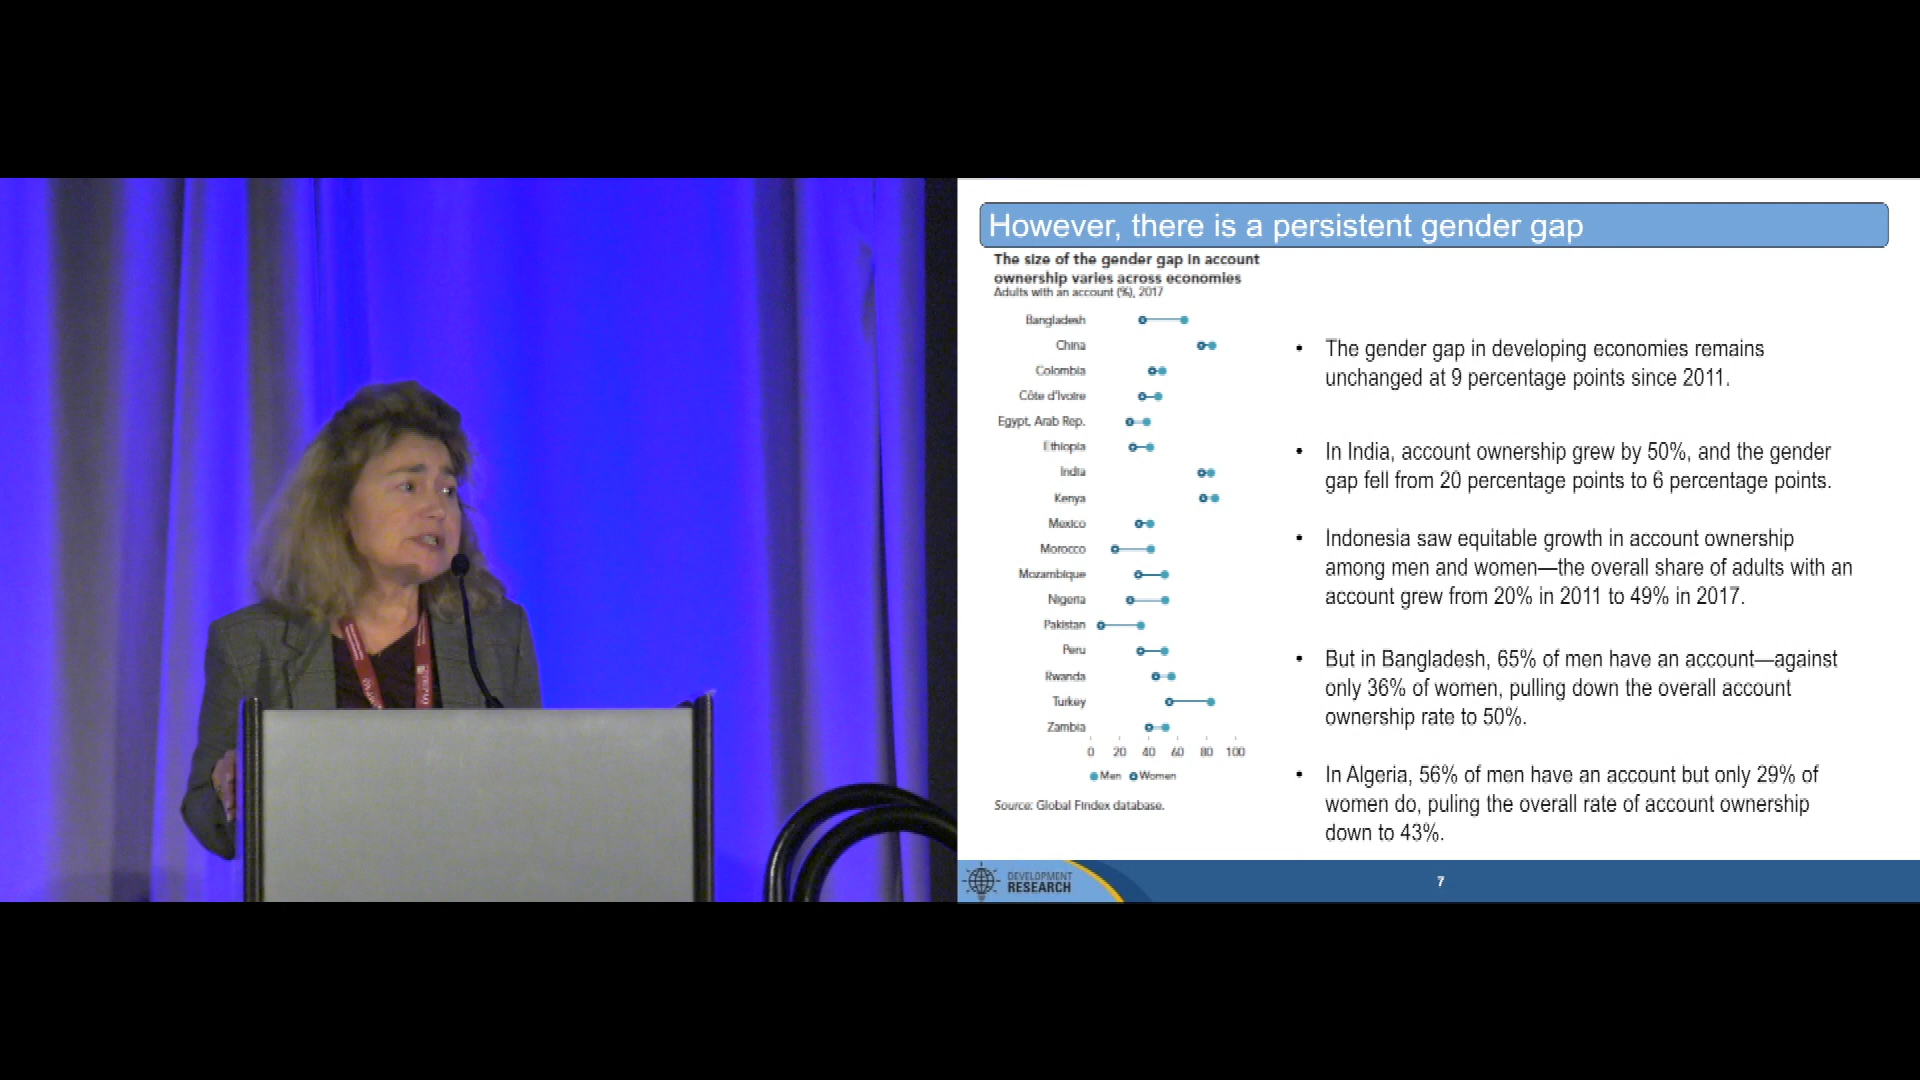 However, there is a persistent gender gap
The size of the gender gap in account
ownership varies across economies
Adults with an account (%), 2017
Bangladesh
China
Colombia
Côte d'Ivoire
Egypt, Arab Rep.
Ethiopia
India
Kenya
Mexico
Morocco
Mozambique
Nigeria
Pakistan
Peru
Rwanda
Turkey
Zambia
0 20 40 60 80 100
Men Women
Source: Global Findex database.
• The gender gap in developing economies remains
unchanged at 9 percentage points since 2011.
• In India, account ownership grew by 50%, and the gender
gap fell from 20 percentage points to 6 percentage points.
• Indonesia saw equitable growth in account ownership
among men and women—the overall share of adults with an
account grew from 20% in 2011 to 49% in 2017.
• But in Bangladesh, 65% of men have an account—against
only 36% of women, pulling down the overall account
ownership rate to 50%.
• In Algeria, 56% of men have an account but only 29% of
women do, puling the overall rate of account ownership
down to 43%.
DEVELOPMENT
RESEARCH
7